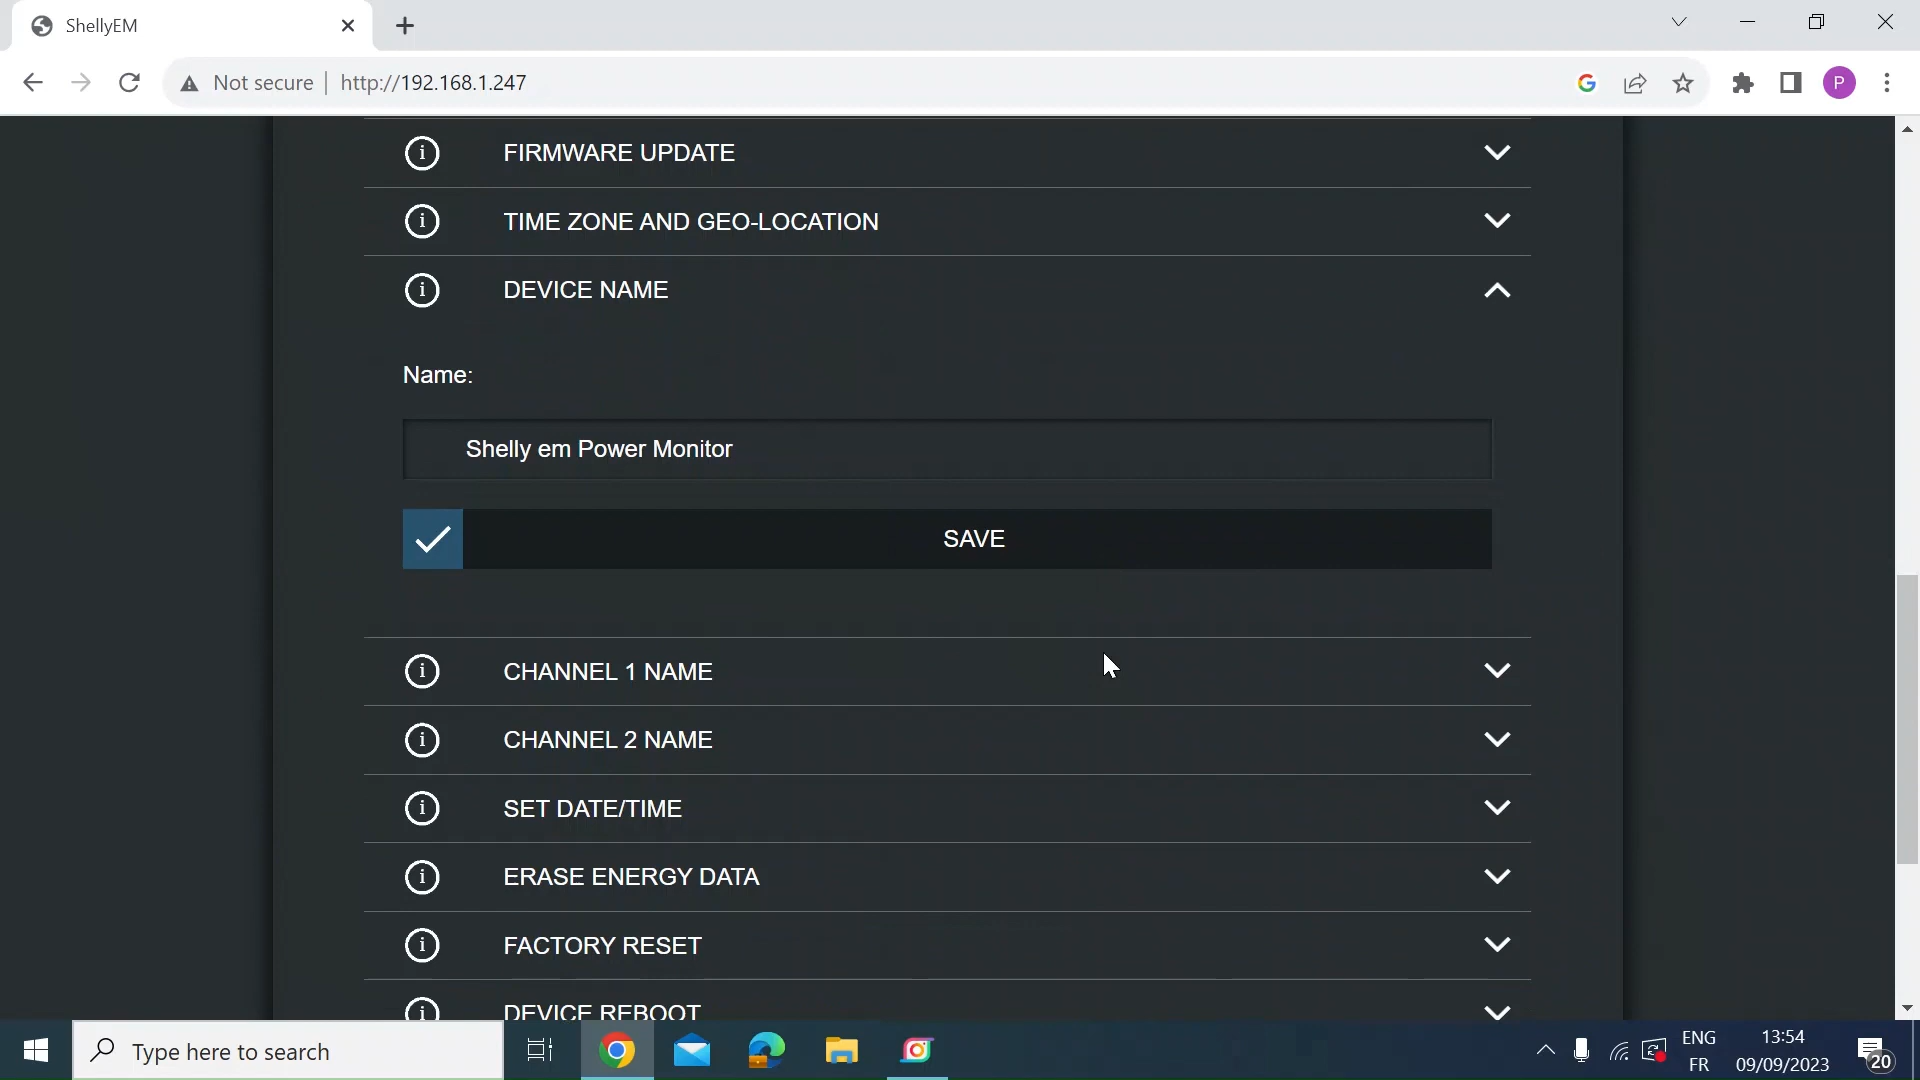 ShellyEM
Not secure | http://192.168.1.247
P
FIRMWARE UPDATE
TIME ZONE AND GEO-LOCATION
DEVICE NAME
Name:
Shelly em Power Monitor
SAVE
CHANNEL 1 NAME
CHANNEL 2 NAME
SET DATE/TIME
ERASE ENERGY DATA
FACTORY RESET
DEVICE REBOOT
Type here to search
ENG
FR
13:54
09/09/2023
20